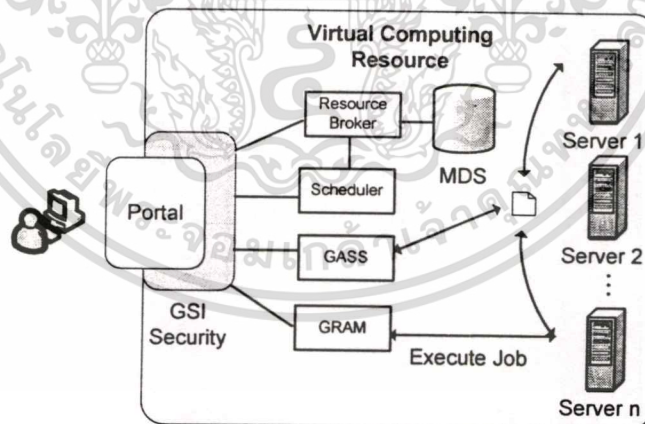 Virtual Computing
Resource
Resource
Broker
MDS
Scheduler
Portal
GASS
GRAM
GSI
Security
Execute Job
Server 1
Server 2
Server n